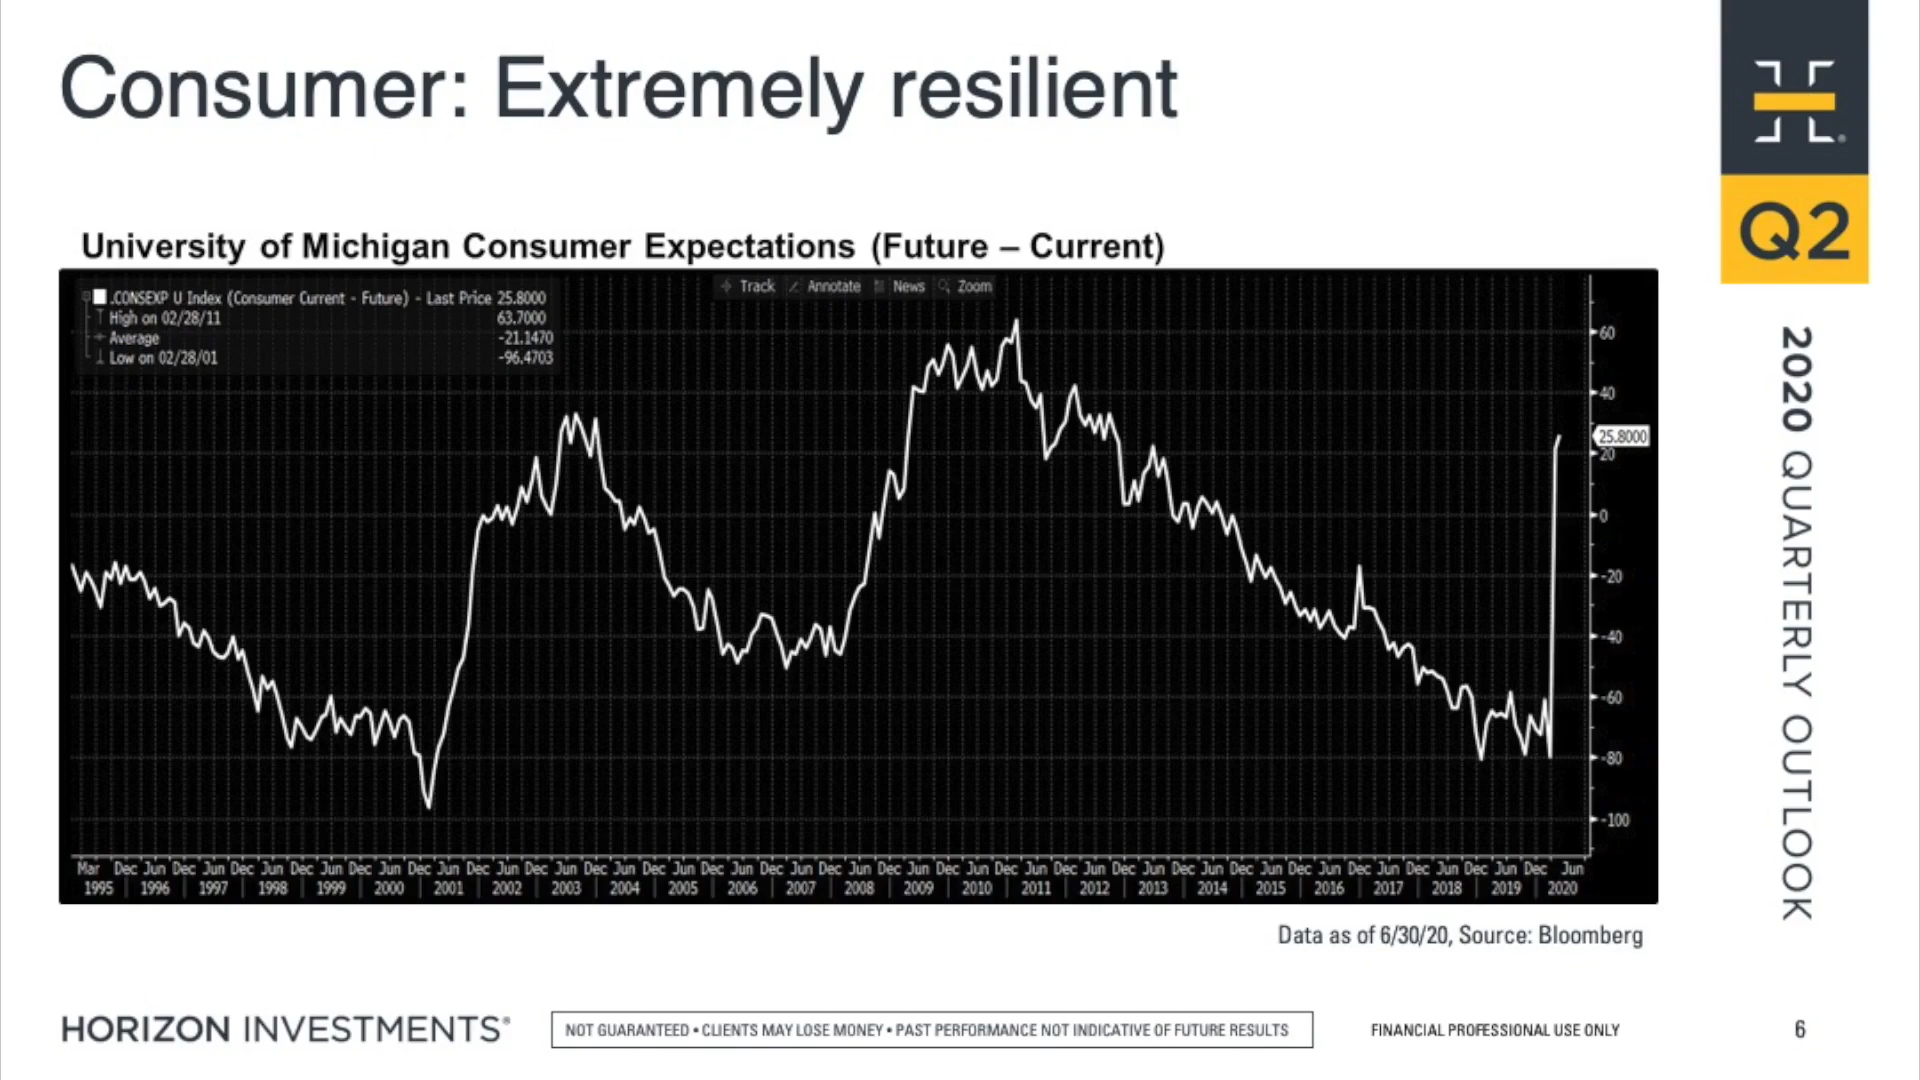 Consumer: Extremely resilient
Q2
2020 QUARTERLY OUTLOOK
University of Michigan Consumer Expectations (Future – Current)
Track Annotate News Zoom
.CONSEXP U Index (Consumer Current - Future) - Last Price 25.8000
High on 02/28/11 63.7000
Average -21.1470
Low on 02/28/01 -96.4703
60
40
25.8000
20
0
-20
-40
-60
-80
-100
Mar Dec Jun Dec Jun Dec Jun Dec Jun Dec Jun Dec Jun Dec Jun Dec Jun Dec Jun Dec Jun Dec Jun Dec Jun Dec Jun Dec Jun Dec Jun Dec Jun Dec Jun Dec Jun Dec Jun Dec Jun Dec Jun Dec Jun Dec Jun Dec Jun Dec Jun
1995 1996 1997 1998 1999 2000 2001 2002 2003 2004 2005 2006 2007 2008 2009 2010 2011 2012 2013 2014 2015 2016 2017 2018 2019 2020
Data as of 6/30/20, Source: Bloomberg
HORIZON INVESTMENTS®
NOT GUARANTEED • CLIENTS MAY LOSE MONEY • PAST PERFORMANCE NOT INDICATIVE OF FUTURE RESULTS
FINANCIAL PROFESSIONAL USE ONLY
6